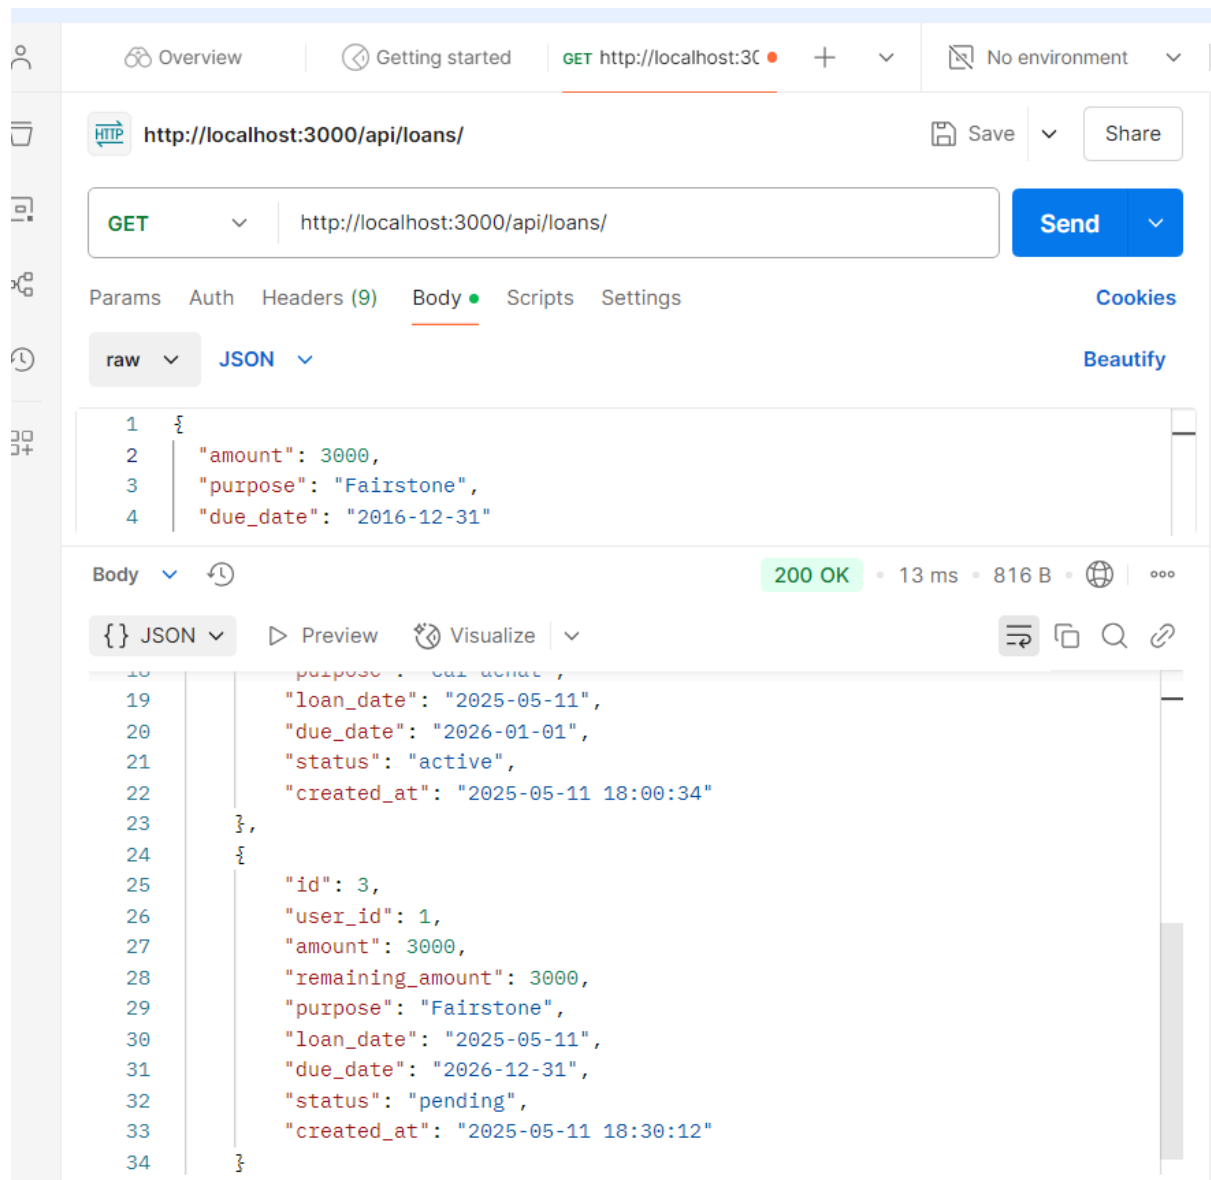 Overview
Getting started
GET http://localhost:30
No environment
HTTP http://localhost:3000/api/loans/
Save
Share
GET
http://localhost:3000/api/loans/
Send
Params Auth Headers (9) Body Scripts Settings
Cookies
raw JSON
Beautify
1 {
2 "amount": 3000,
3 "purpose": "Fairstone",
4 "due_date": "2016-12-31"
Body
200 OK 13 ms 816 B
{} JSON Preview Visualize
18 "purpose": "car achat",
19 "loan_date": "2025-05-11",
20 "due_date": "2026-01-01",
21 "status": "active",
22 "created_at": "2025-05-11 18:00:34"
23 },
24 {
25 "id": 3,
26 "user_id": 1,
27 "amount": 3000,
28 "remaining_amount": 3000,
29 "purpose": "Fairstone",
30 "loan_date": "2025-05-11",
31 "due_date": "2026-12-31",
32 "status": "pending",
33 "created_at": "2025-05-11 18:30:12"
34 }